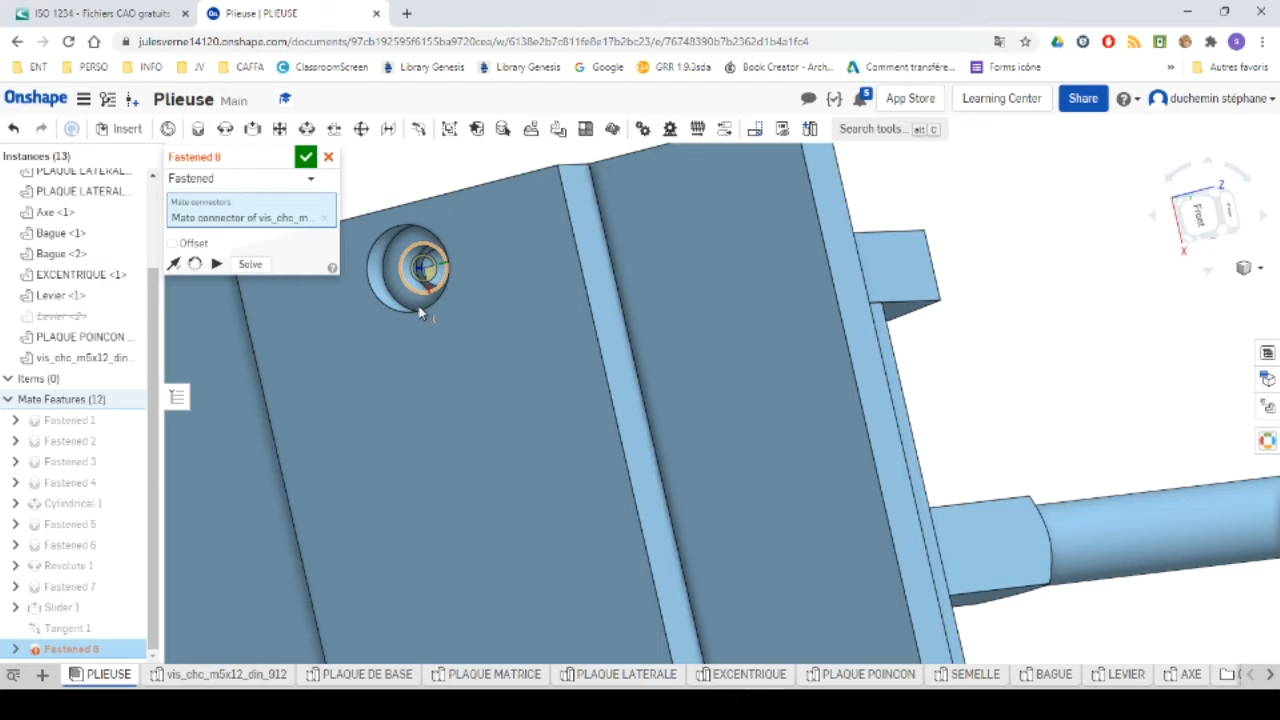 ISO 1234 - Fichiers CAO gratuits
Plieuse | PLIEUSE
julesverne14120.onshape.com/documents/97cb192595f6155ba9720cea/w/6138e2b7c811fe8e17b2bc23/e/76748390b7b2362d1b4a1fc4
ENT
PERSO
INFO
JV
CAFFA
ClassroomScreen
Library Genesis
Library Genesis
Google
GRR 1.9.3sda
Book Creator - Arch...
Comment transfére...
Forms icône
»
Autres favoris
Onshape
Plieuse Main
5
App Store
Learning Center
Share
duchemin stéphane
Insert
Search tools... alt C
Instances (13)
PLAQUE LATERAL...
PLAQUE LATERAL...
Axe <1>
Bague <1>
Bague <2>
EXCENTRIQUE <1>
Levier <1>
Levier <2>
PLAQUE POINCON ...
vis_chc_m5x12_din...
Items (0)
Mate Features (12)
Fastened 1
Fastened 2
Fastened 3
Fastened 4
Cylindrical 1
Fastened 5
Fastened 6
Revolute 1
Fastened 7
Slider 1
Tangent 1
Fastened 8
Fastened 8
Fastened
Mate connectors
Mate connector of vis_chc_m...
Offset
Solve
Z
Front
X
PLIEUSE
vis_chc_m5x12_din_912
PLAQUE DE BASE
PLAQUE MATRICE
PLAQUE LATERALE
EXCENTRIQUE
PLAQUE POINCON
SEMELLE
BAGUE
LEVIER
AXE